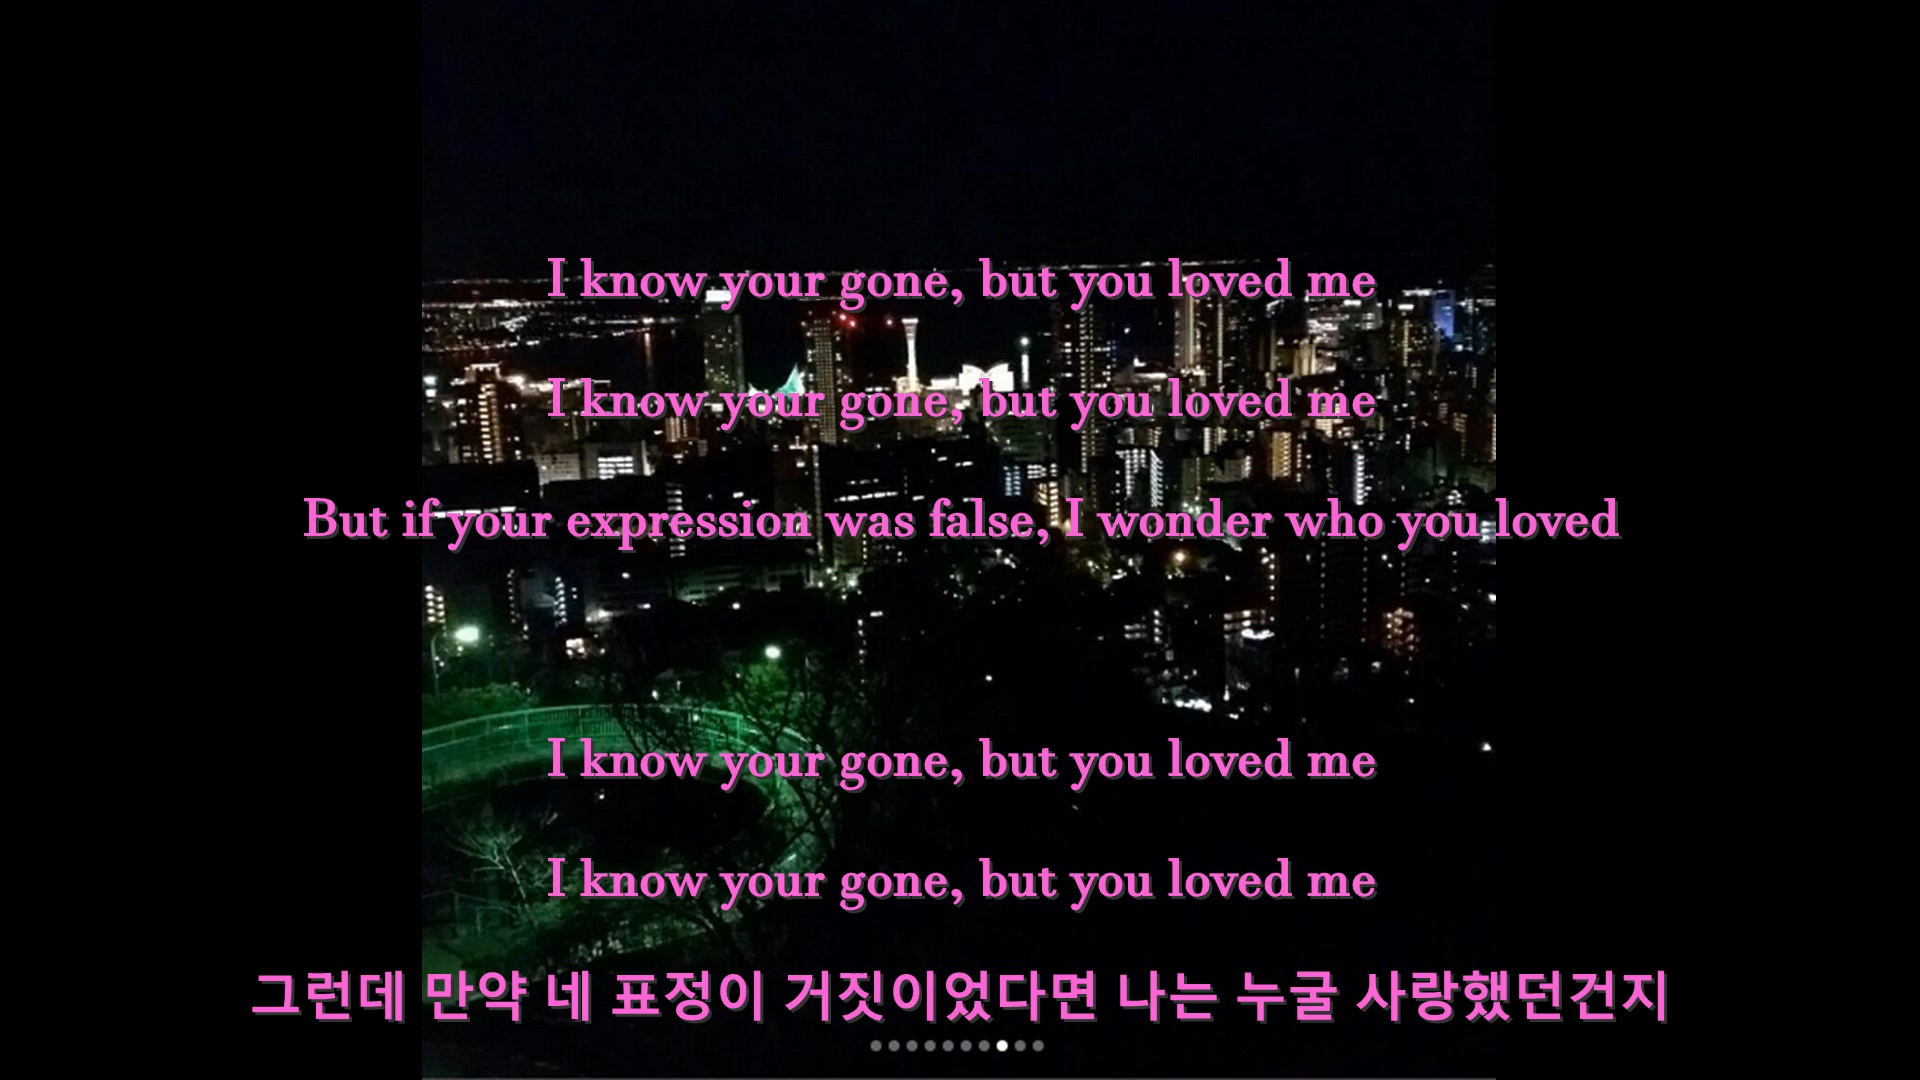 I know your gone, but you loved me
I know your gone, but you loved me
But if your expression was false, I wonder who you loved
I know your gone, but you loved me
I know your gone, but you loved me
그런데 만약 네 표정이 거짓이었다면 나는 누굴 사랑했던건지